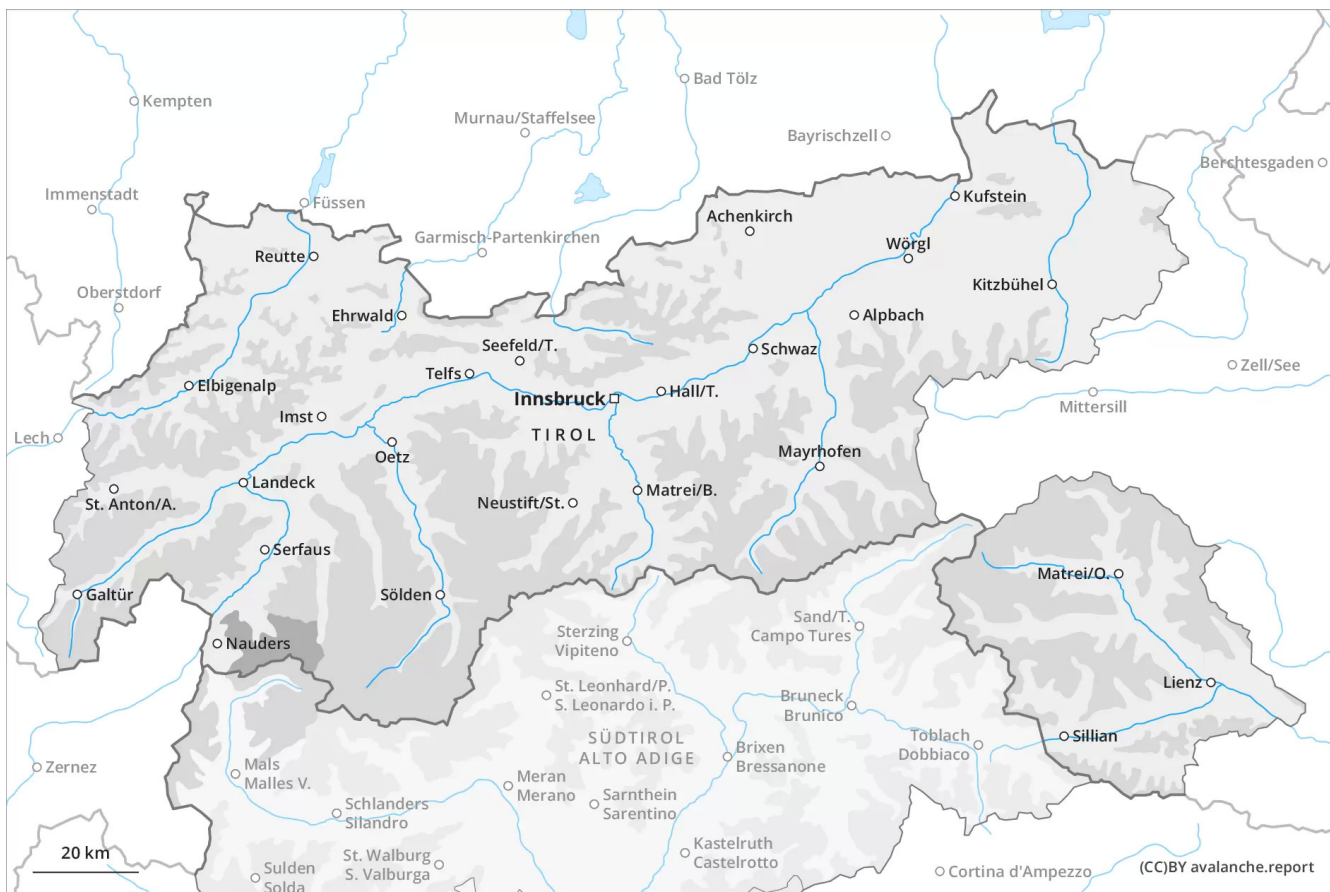 Bad Tölz
Kempten
Murnau/Staffelsee
Bayrischzell
Berchtesgaden
Immenstadt
Füssen
Kufstein
Achenkirch
Garmisch-Partenkirchen
Wörgl
Reutte
Kitzbühel
Oberstdorf
Ehrwald
Alpbach
Seefeld/T.
Schwaz
Zell/See
Telfs
Elbigenalp
Innsbruck
Hall/T.
Mittersill
Imst
Lech
TIROL
Oetz
Mayrhofen
Landeck
St. Anton/A.
Neustift/St.
Matrei/B.
Serfaus
Matrei/O.
Galtür
Sölden
Sand/T.
Campo Tures
Sterzing
Vipiteno
Nauders
Lienz
St. Leonhard/P.
S. Leonardo i. P.
Bruneck
Brunico
Sillian
SÜDTIROL
ALTO ADIGE
Toblach
Dobbiaco
Brixen
Bressanone
Zernez
Mals
Malles V.
Meran
Merano
Sarnthein
Sarentino
Schlanders
Silandro
Kastelruth
Castelrotto
20 km
St. Walburg
S. Valburga
Cortina d'Ampezzo
(CC)BY avalanche.report
Sulden
Solda